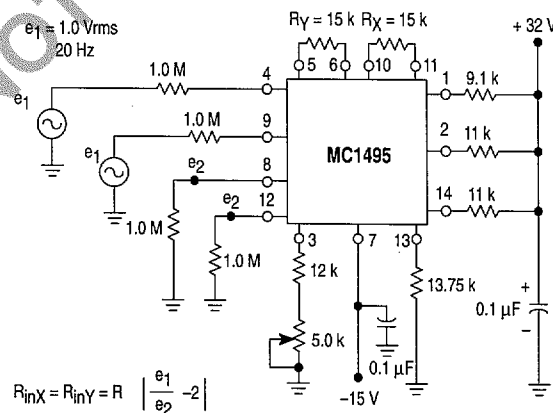 e1 = 1.0 Vrms
20 Hz
RY = 15 k RX = 15 k
+ 32 V
1.0 M
4
5
6
10
11
1
9.1 k
e1
1.0 M
9
2
11 k
MC1495
e1
e2
8
14
11 k
e2
12
1.0 M
3
7
13
1.0 M
12 k
13.75 k
5.0 k
0.1 µF
+
0.1 µF
–
–15 V
RinX = RinY = R | e1/e2 –2 |